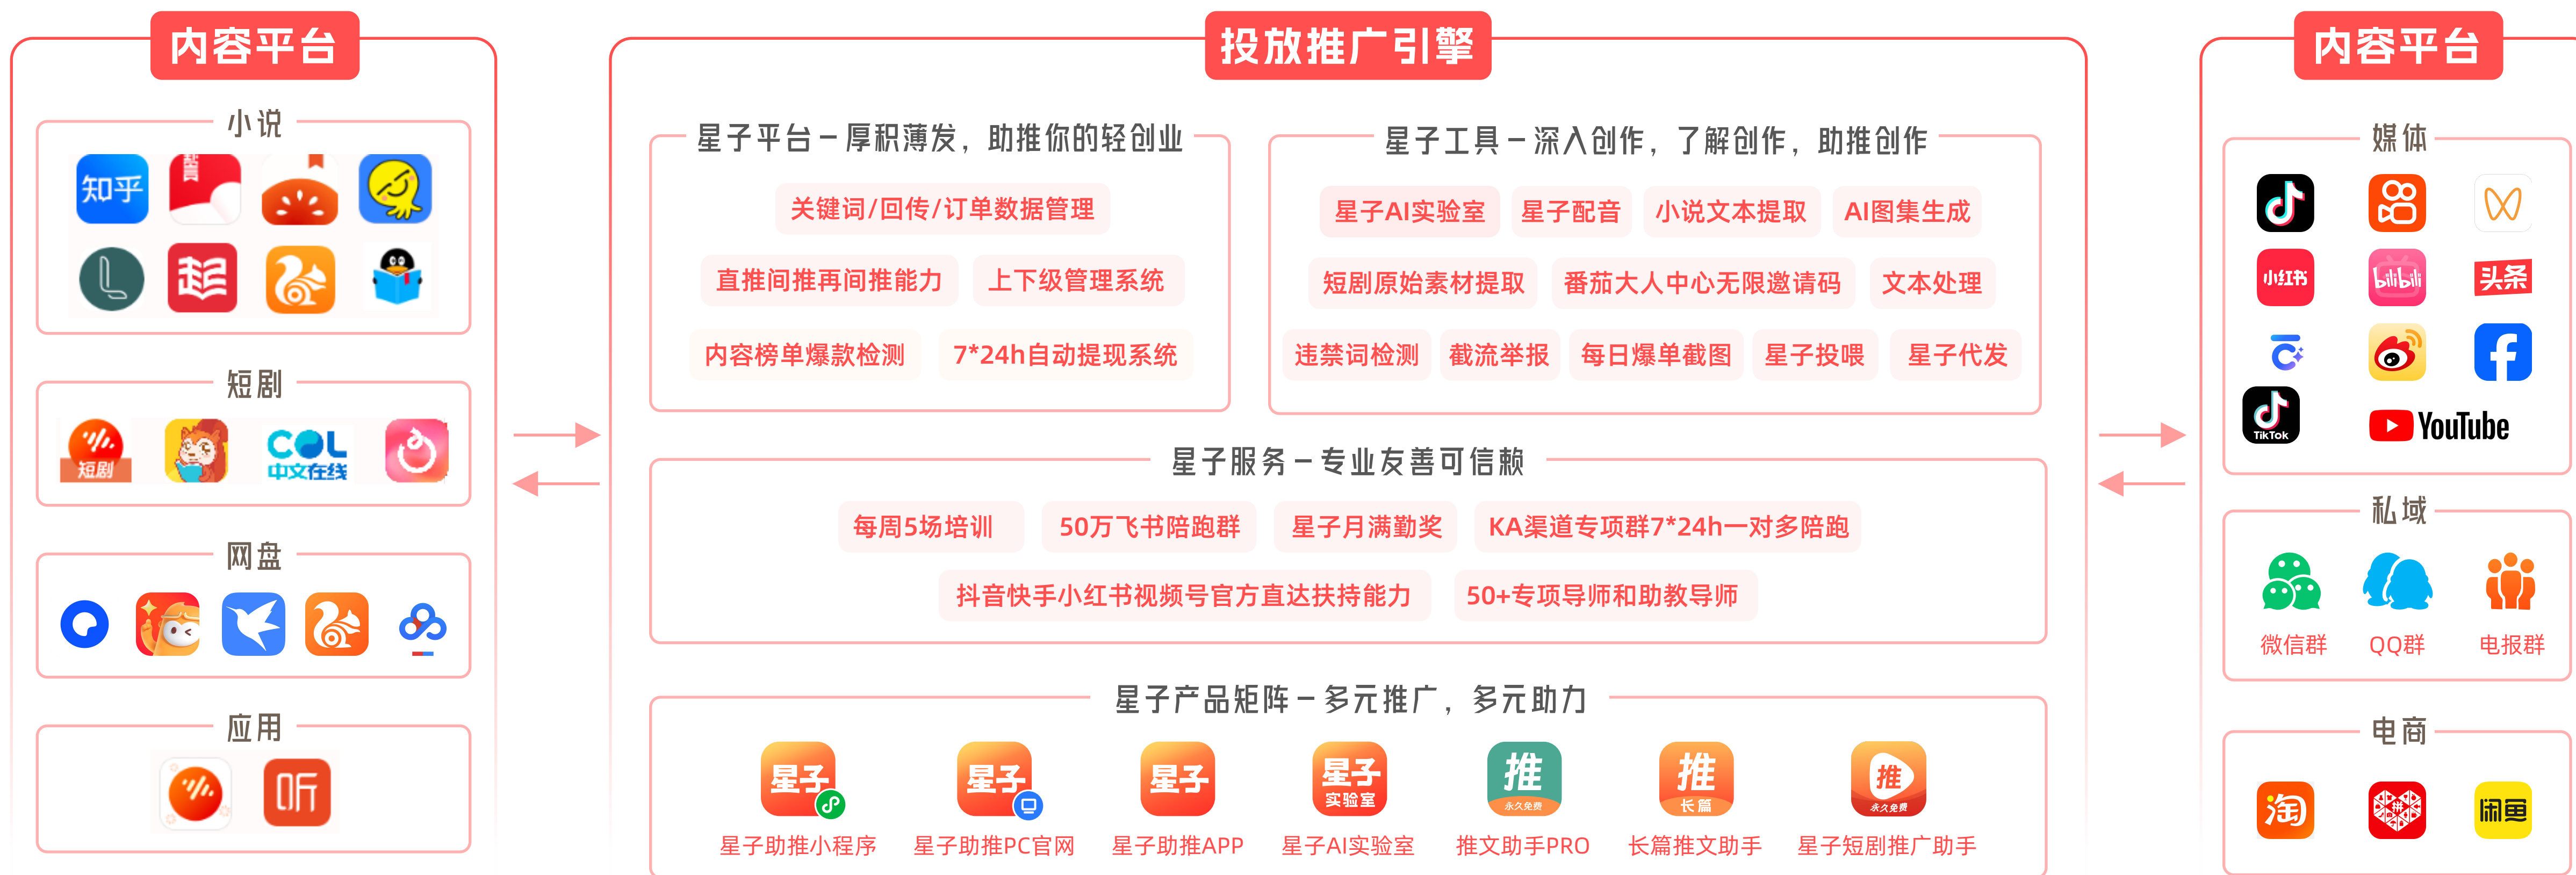 内容平台
小说
知乎
短剧
短剧
COL
中文在线
网盘
应用
听
投放推广引擎
星子平台－厚积薄发，助推你的轻创业
关键词/回传/订单数据管理
直推间推再间推能力 上下级管理系统
内容榜单爆款检测 7*24h自动提现系统
星子工具－深入创作，了解创作，助推创作
星子AI实验室 星子配音 小说文本提取 AI图集生成
短剧原始素材提取 番茄大人中心无限邀请码 文本处理
违禁词检测 截流举报 每日爆单截图 星子投喂 星子代发
星子服务－专业友善可信赖
每周5场培训 50万飞书陪跑群 星子月满勤奖 KA渠道专项群7*24h一对多陪跑
抖音快手小红书视频号官方直达扶持能力 50+专项导师和助教导师
星子产品矩阵－多元推广，多元助力
星子 星子 星子 星子 推 推 推
实验室 永久免费 长篇 永久免费
星子助推小程序 星子助推PC官网 星子助推APP 星子AI实验室 推文助手PRO 长篇推文助手 星子短剧推广助手
内容平台
媒体
小红书 bilibili 头条
TikTok YouTube
私域
微信群 QQ群 电报群
电商
淘 拼 闲鱼